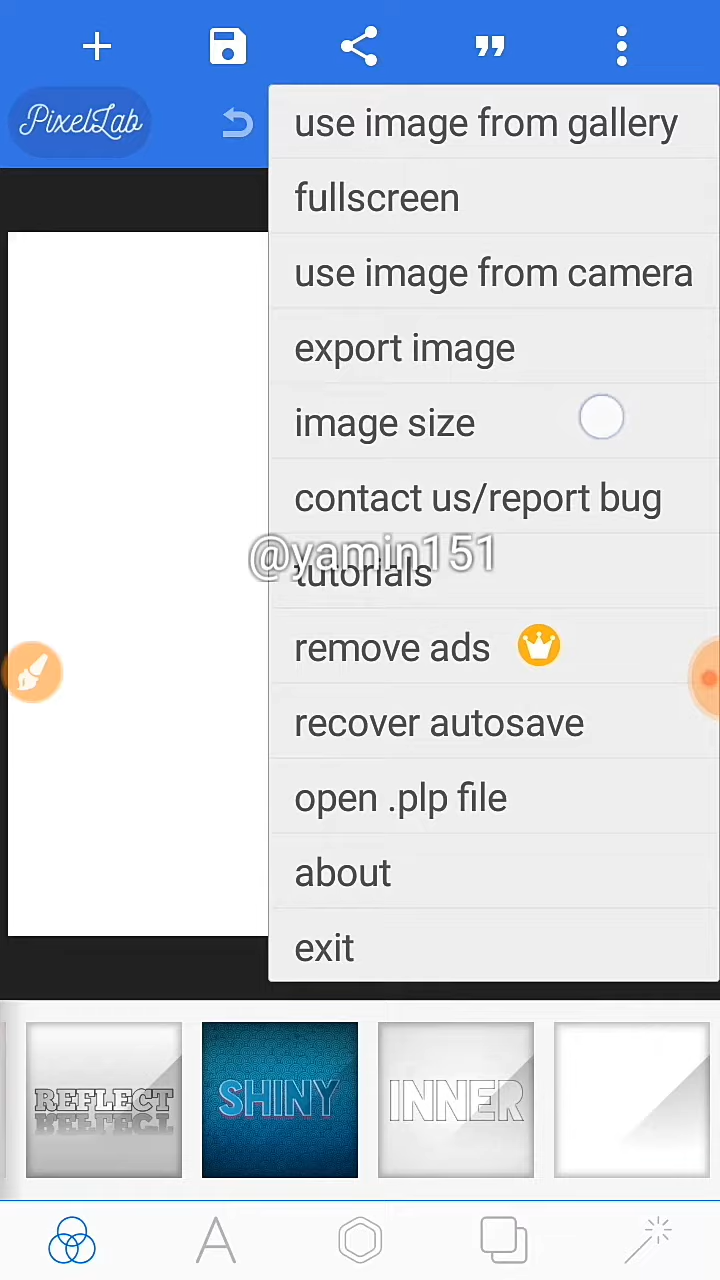 PixelLab
use image from gallery
fullscreen
use image from camera
export image
image size
contact us/report bug
@yamin151
tutorials
remove ads
recover autosave
open .plp file
about
exit
REFLECT
SHINY
INNER